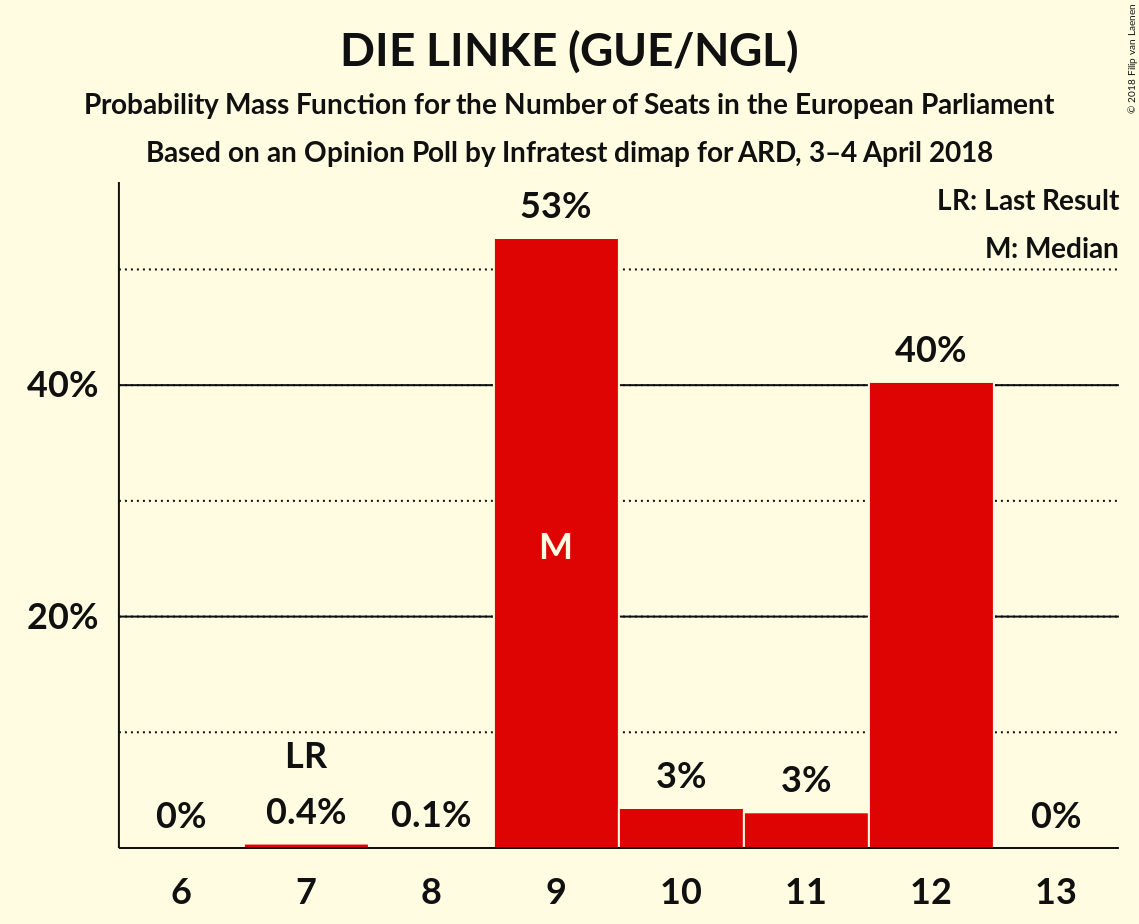 DIE LINKE (GUE/NGL)
Probability Mass Function for the Number of Seats in the European Parliament
Based on an Opinion Poll by Infratest dimap for ARD, 3–4 April 2018
© 2018 Filip van Laenen
LR: Last Result
M: Median
53%
40%
40%
M
20%
LR
0%
0.4%
0.1%
3%
3%
0%
6
7
8
9
10
11
12
13